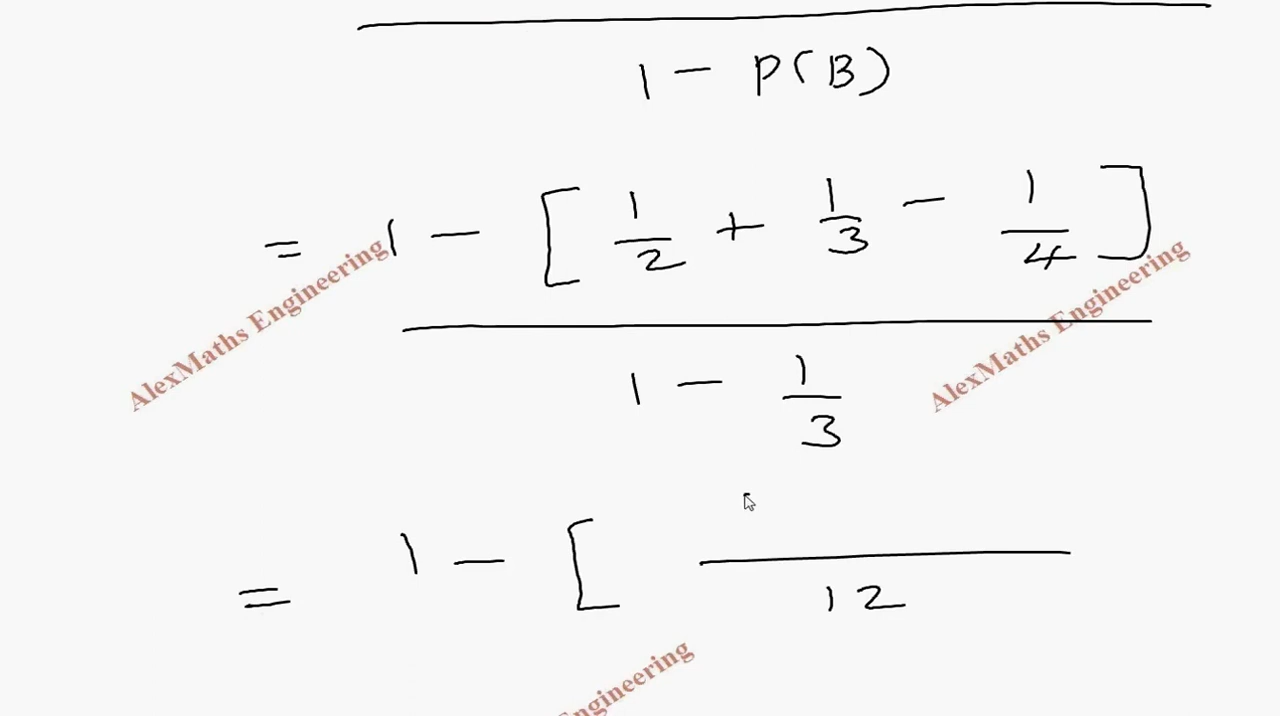 1 - P(B)
= 1 - [ 1/2 + 1/3 - 1/4 ]
AlexMaths Engineering
AlexMaths Engineering
1 - 1/3
= 1 - [ /12
Engineering